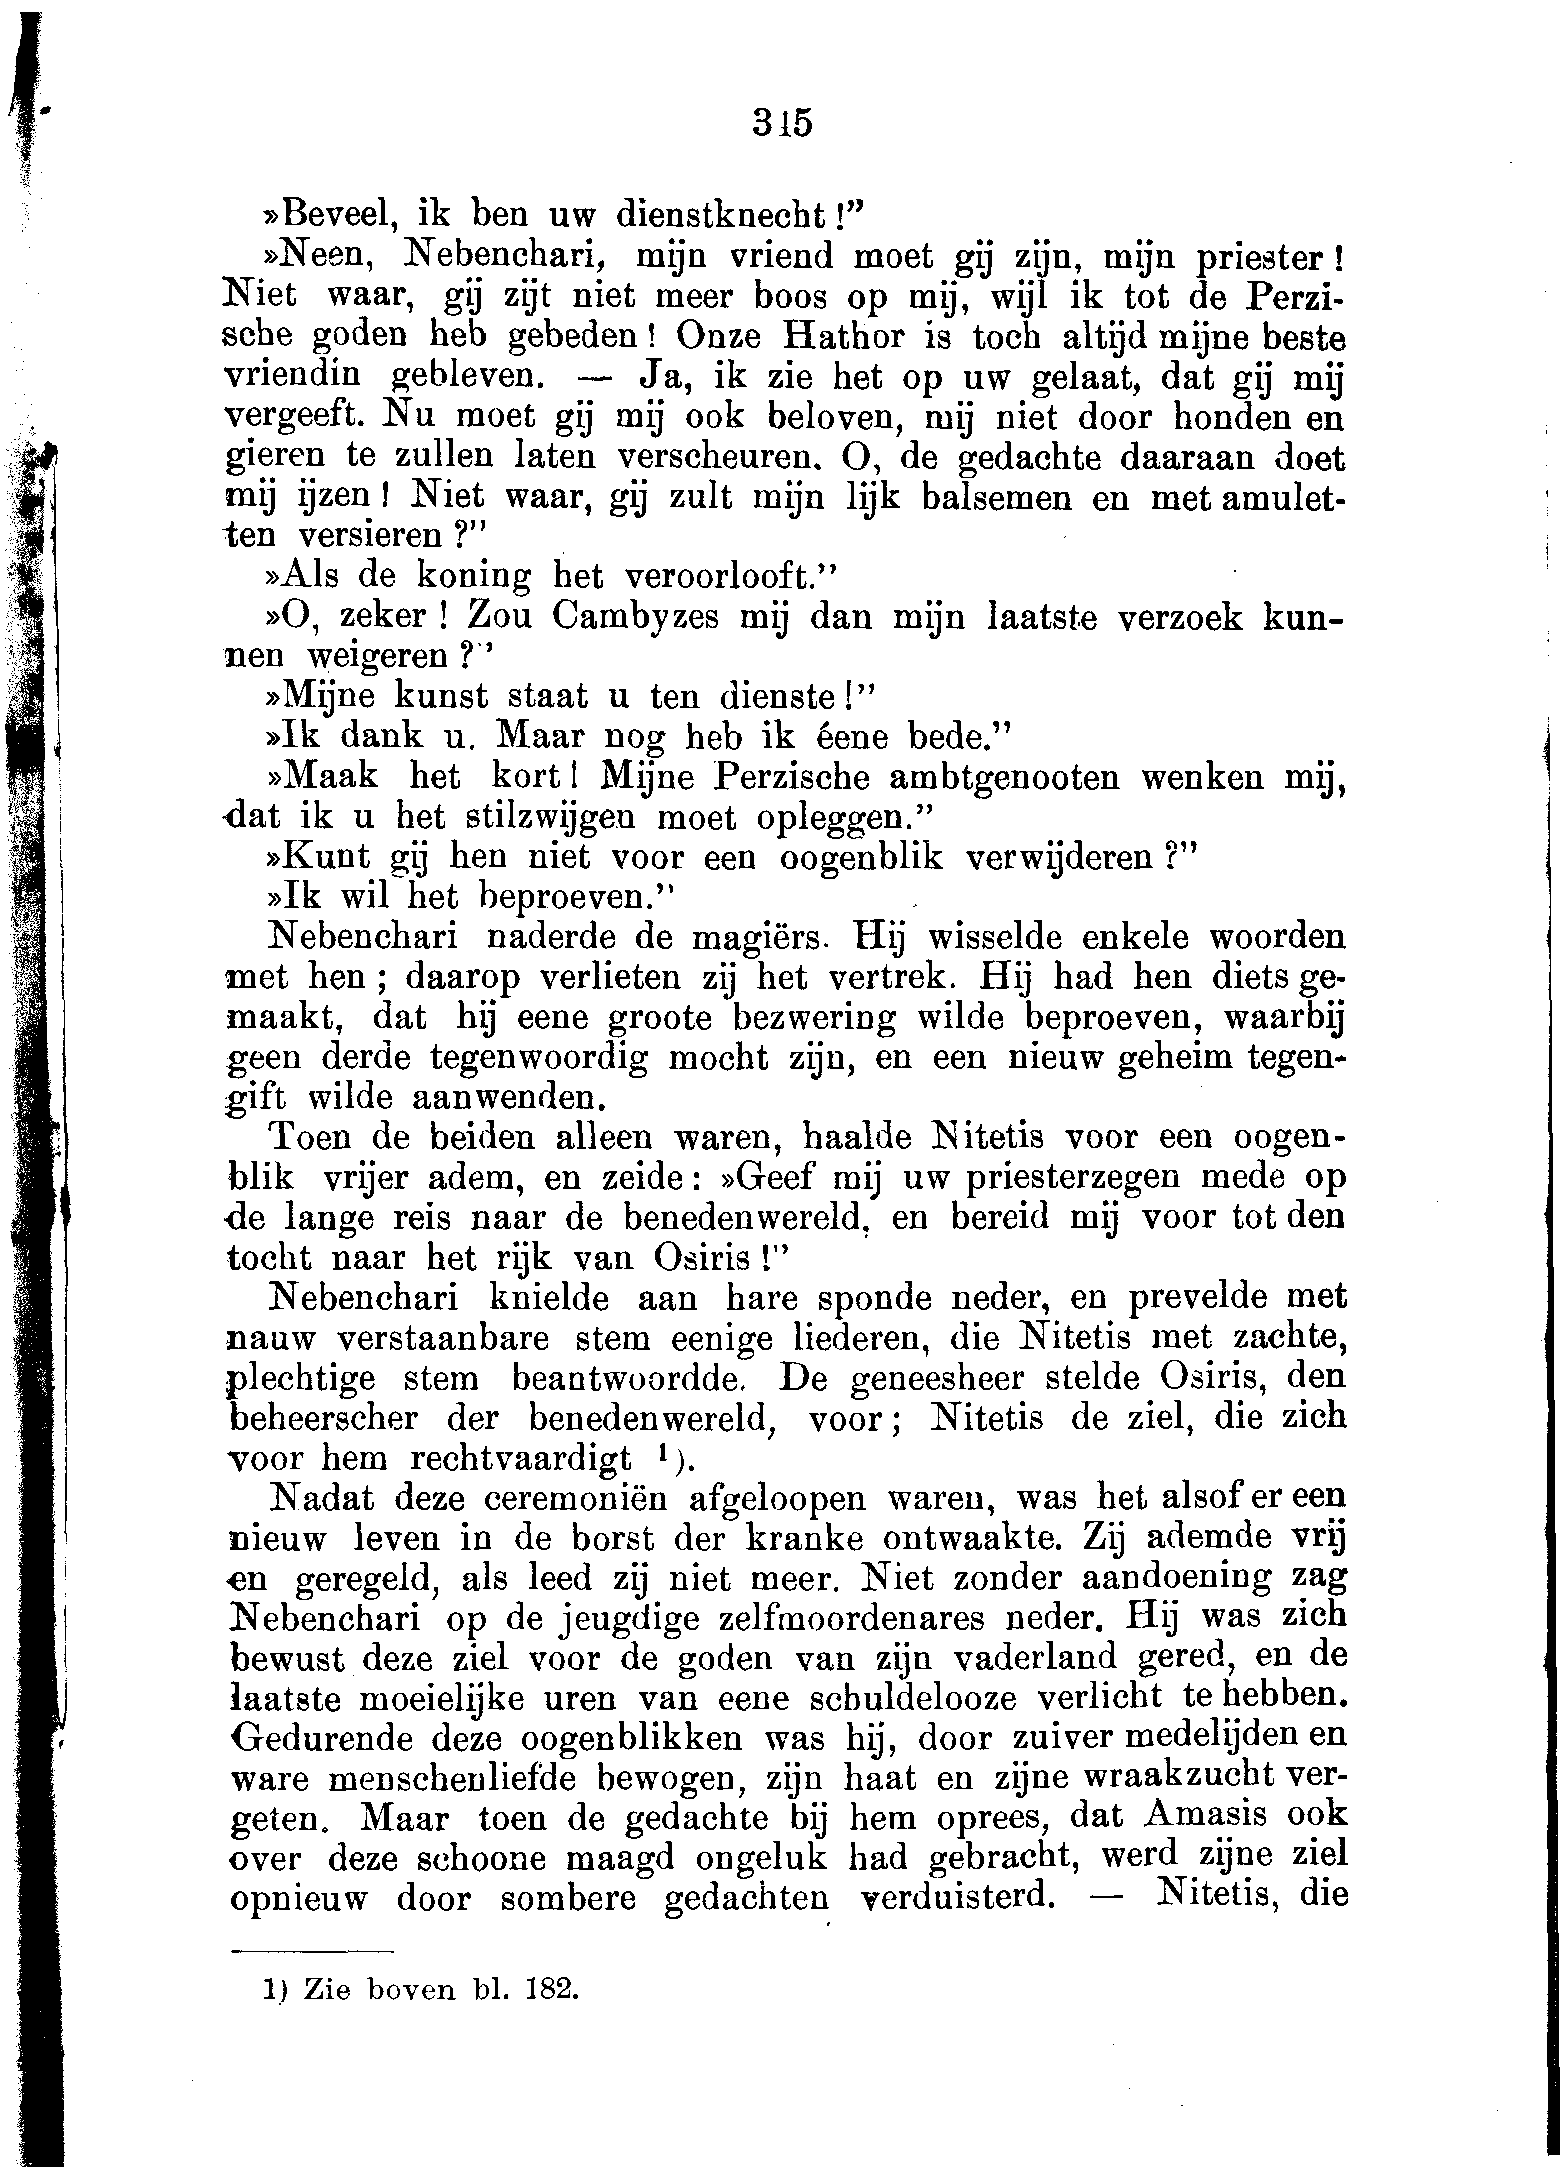 315
»Beveel, ik ben uw dienstknecht!”
»Neen, Nebenchari, mijn vriend moet gij zijn, mijn priester!
Niet waar, gij zijt niet meer boos op mij, wijl ik tot de Perzi-
sche goden heb gebeden! Onze Hathor is toch altijd mijne beste
vriendin gebleven. — Ja, ik zie het op uw gelaat, dat gij mij
vergeeft. Nu moet gij mij ook beloven, mij niet door honden en
gieren te zullen laten verscheuren. O, de gedachte daaraan doet
mij ijzen! Niet waar, gij zult mijn lijk balsemen en met amulet-
ten versieren?”
»Als de koning het veroorlooft.”
»O, zeker! Zou Cambyzes mij dan mijn laatste verzoek kun-
nen weigeren?”
»Mijne kunst staat u ten dienste!”
»Ik dank u. Maar nog heb ik éene bede.”
»Maak het kort! Mijne Perzische ambtgenooten wenken mij,
dat ik u het stilzwijgen moet opleggen.”
»Kunt gij hen niet voor een oogenblik verwijderen?”
»Ik wil het beproeven.”
Nebenchari naderde de magiërs. Hij wisselde enkele woorden
met hen; daarop verlieten zij het vertrek. Hij had hen diets ge-
maakt, dat hij eene groote bezwering wilde beproeven, waarbij
geen derde tegenwoordig mocht zijn, en een nieuw geheim tegen-
gift wilde aanwenden.
Toen de beiden alleen waren, haalde Nitetis voor een oogen-
blik vrijer adem, en zeide: »Geef mij uw priesterzegen mede op
de lange reis naar de benedenwereld, en bereid mij voor tot den
tocht naar het rijk van Osiris!”
Nebenchari knielde aan hare sponde neder, en prevelde met
nauw verstaanbare stem eenige liederen, die Nitetis met zachte,
plechtige stem beantwoordde. De geneesheer stelde Osiris, den
beheerscher der benedenwereld, voor; Nitetis de ziel, die zich
voor hem rechtvaardigt ¹).
Nadat deze ceremoniën afgeloopen waren, was het alsof er een
nieuw leven in de borst der kranke ontwaakte. Zij ademde vrij
en geregeld, als leed zij niet meer. Niet zonder aandoening zag
Nebenchari op de jeugdige zelfmoordenares neder. Hij was zich
bewust deze ziel voor de goden van zijn vaderland gered, en de
laatste moeielijke uren van eene schuldelooze verlicht te hebben.
Gedurende deze oogenblikken was hij, door zuiver medelijden en
ware menschenliefde bewogen, zijn haat en zijne wraakzucht ver-
geten. Maar toen de gedachte bij hem oprees, dat Amasis ook
over deze schoone maagd ongeluk had gebracht, werd zijne ziel
opnieuw door sombere gedachten verduisterd. — Nitetis, die
1) Zie boven bl. 182.